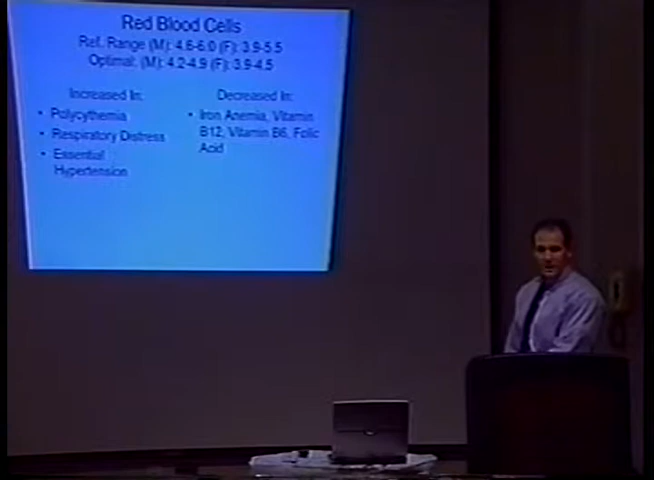 Red Blood Cells
Ref. Range (M): 4.6-6.0 (F): 3.9-5.5
Optimal: (M): 4.2-4.9 (F): 3.9-4.5
Increased In:
• Polycythemia
• Respiratory Distress
• Essential
Hypertension
Decreased In:
• Iron Anemia, Vitamin
B12, Vitamin B6, Folic
Acid